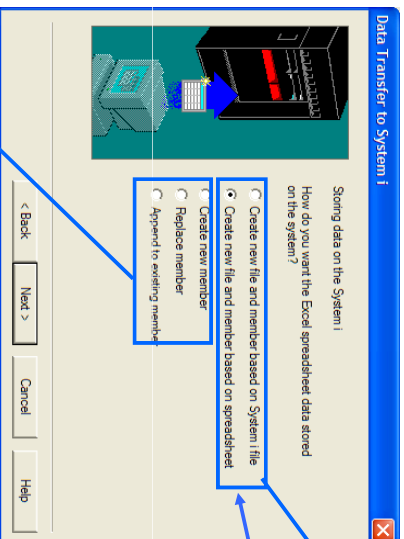 Data Transfer to System i
Storing data on the System i
How do you want the Excel spreadsheet data stored
on the system?
Create new file and member based on System i file
Create new file and member based on spreadsheet
Create new member
Replace member
Append to existing member
< Back
Next >
Cancel
Help